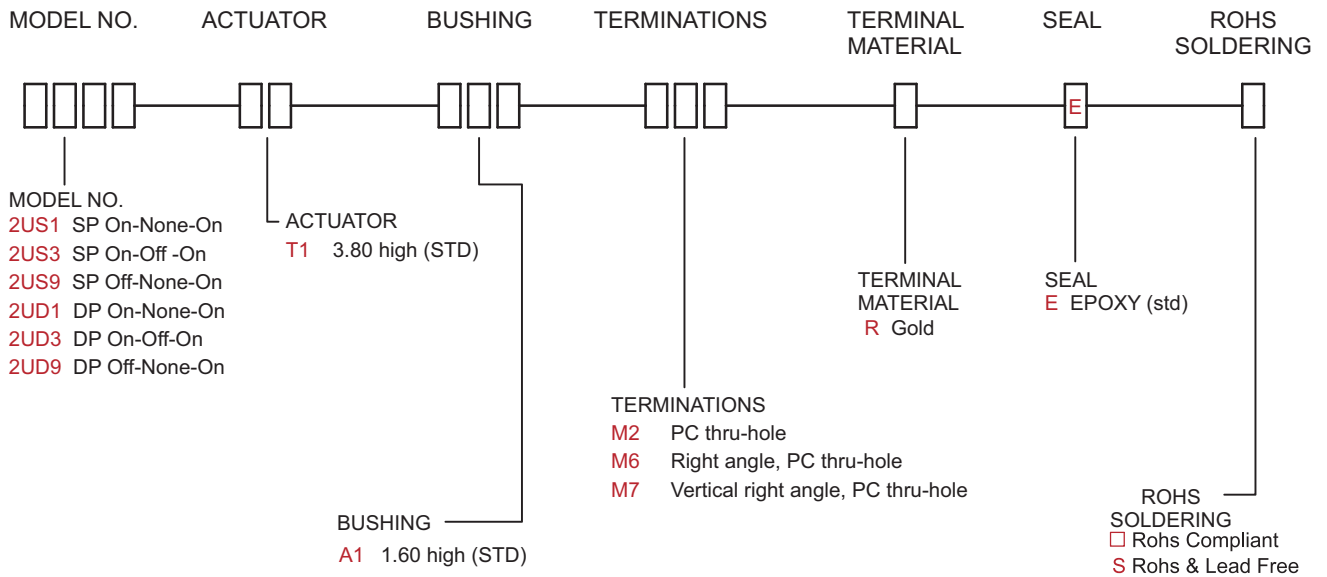 MODEL NO.
ACTUATOR
BUSHING
TERMINATIONS
TERMINAL
MATERIAL
SEAL
ROHS
SOLDERING
E
MODEL NO.
2US1 SP On-None-On
2US3 SP On-Off -On
2US9 SP Off-None-On
2UD1 DP On-None-On
2UD3 DP On-Off-On
2UD9 DP Off-None-On
ACTUATOR
T1 3.80 high (STD)
BUSHING
A1 1.60 high (STD)
TERMINATIONS
M2 PC thru-hole
M6 Right angle, PC thru-hole
M7 Vertical right angle, PC thru-hole
TERMINAL
MATERIAL
R Gold
SEAL
E EPOXY (std)
ROHS
SOLDERING
□ Rohs Compliant
S Rohs & Lead Free